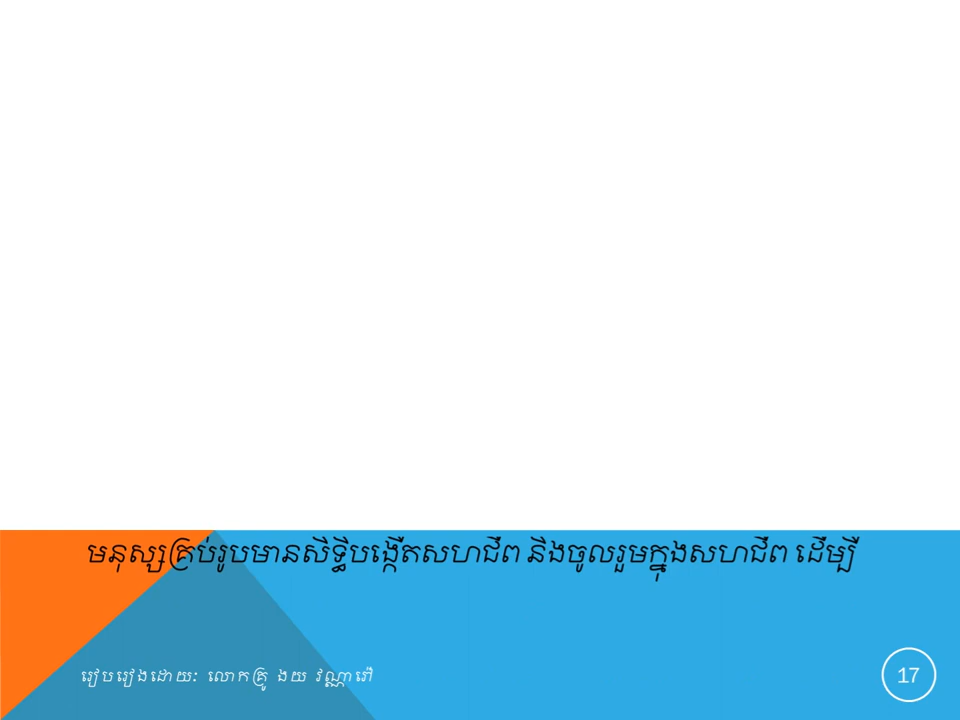 មនុស្សគ្រប់រូបមានសិទ្ធិបង្កើតសហជីព និងចូលរួមក្នុងសហជីព ដើម្បី
រៀបរៀងដោយៈ លោកគ្រូ ងយ វណ្ណារៅ
17